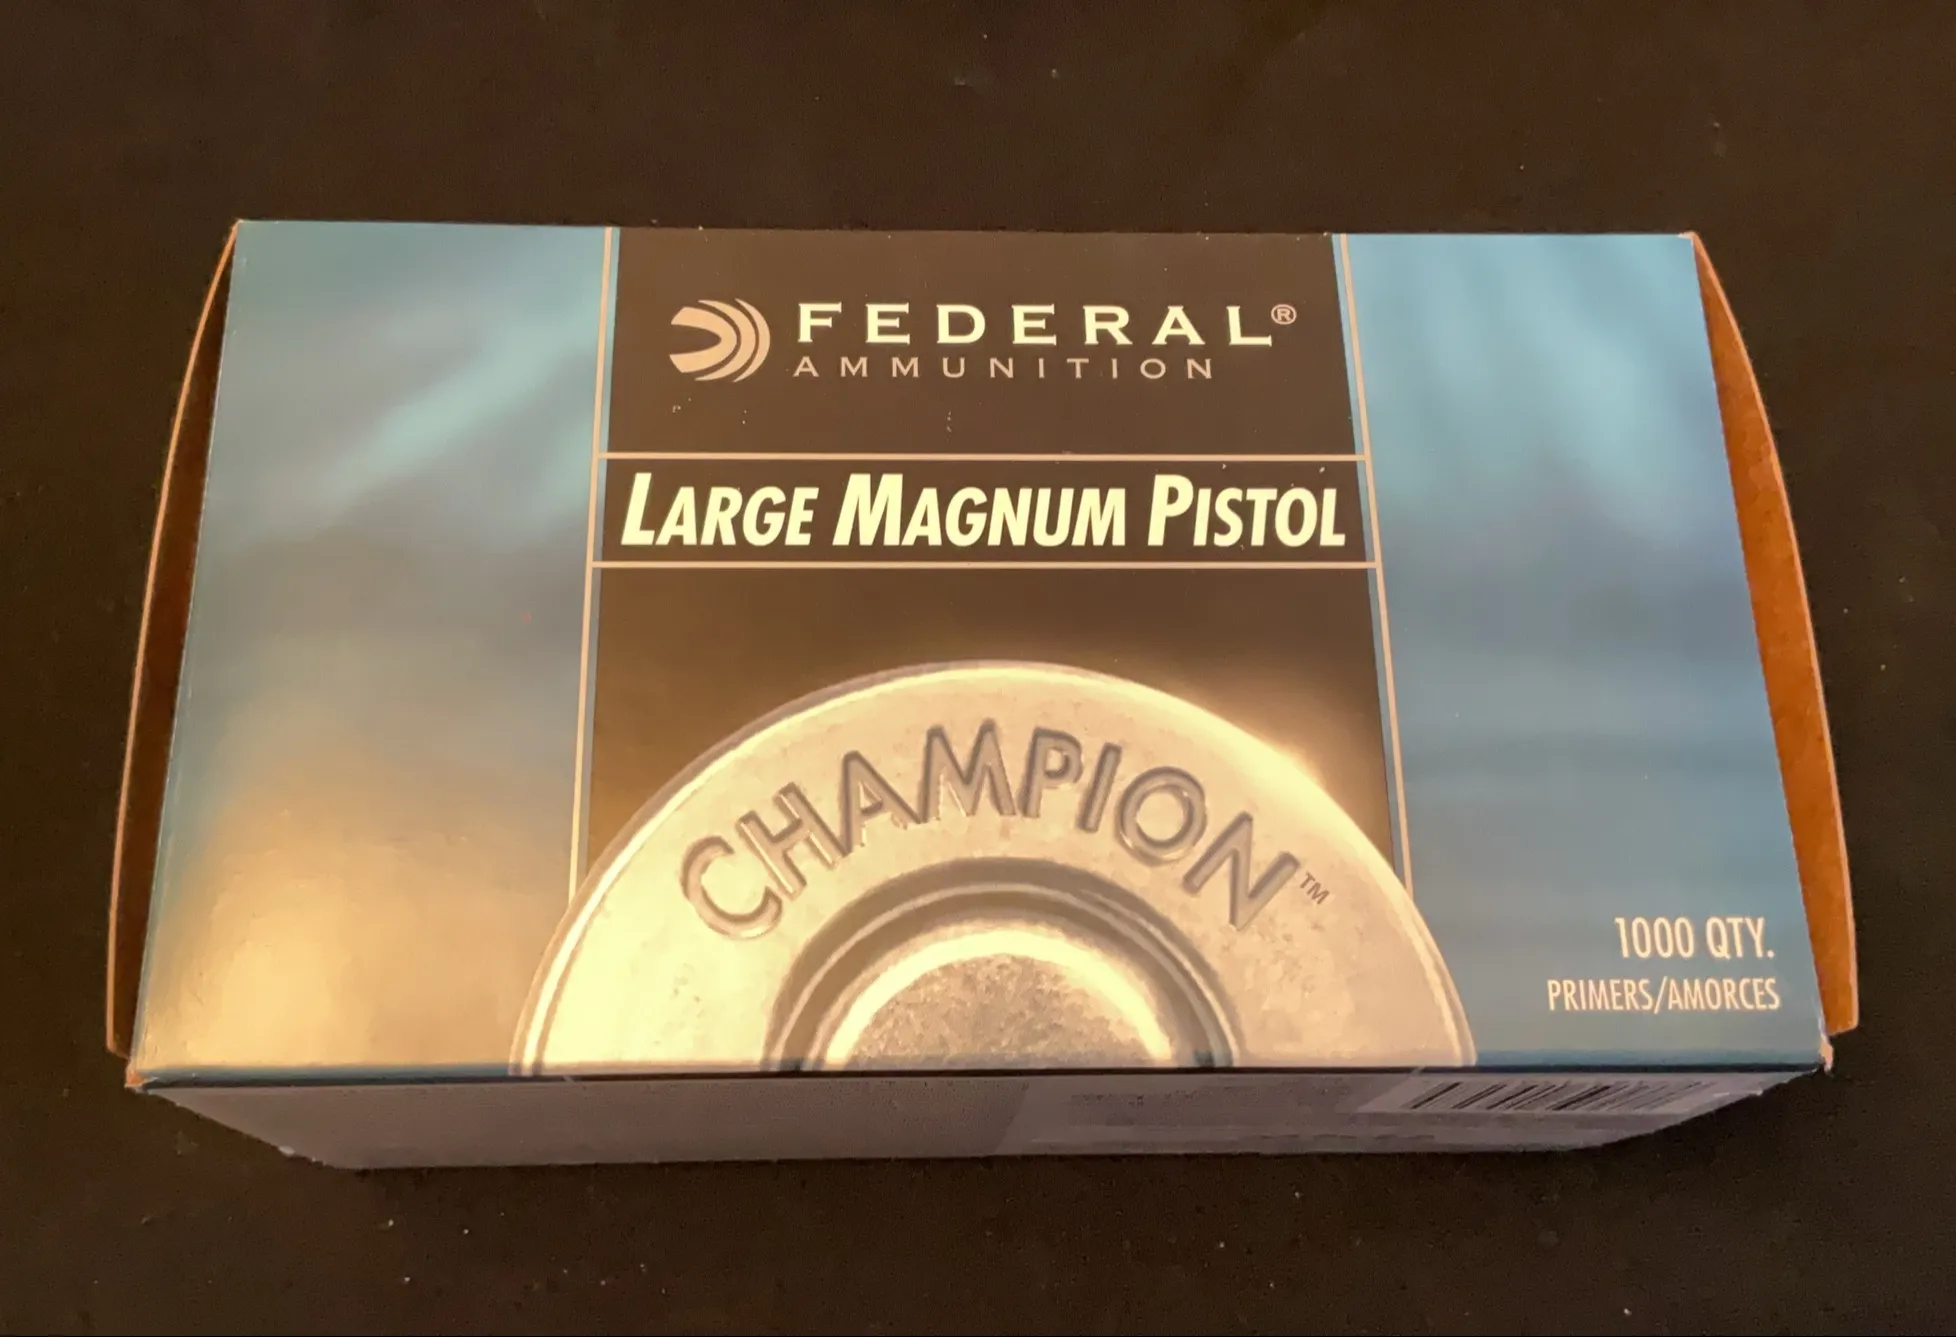 FEDERAL®
AMMUNITION
LARGE MAGNUM PISTOL
CHAMPION™
1000 QTY.
PRIMERS/AMORCES